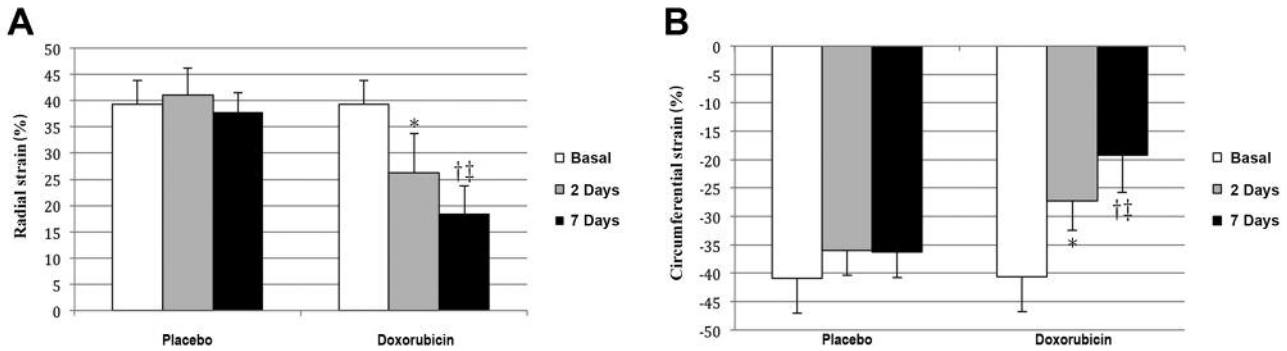 A
Radial strain (%)
50
45
40
35
30
25
20
15
10
5
0
*
†‡
Placebo
Doxorubicin
Basal
2 Days
7 Days
B
Circumferential strain (%)
0
-5
-10
-15
-20
-25
-30
-35
-40
-45
-50
*
†‡
Placebo
Doxorubicin
Basal
2 Days
7 Days